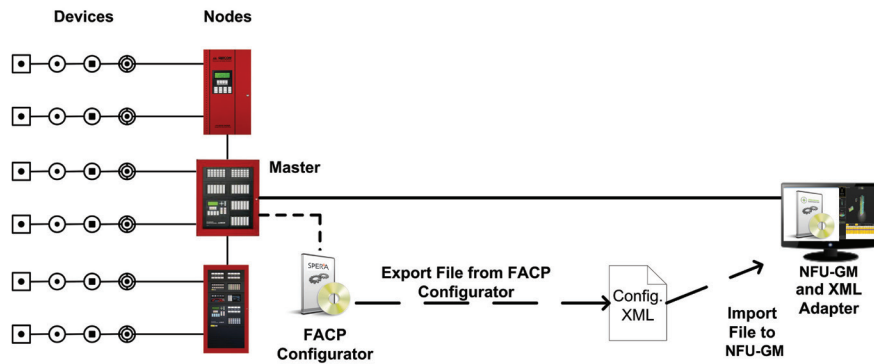 Devices
Nodes
Master
SPERA
Export File from FACP
Configurator
Config.
XML
FACP
Configurator
Import
File to
NFU-GM
NFU-GM
and XML
Adapter